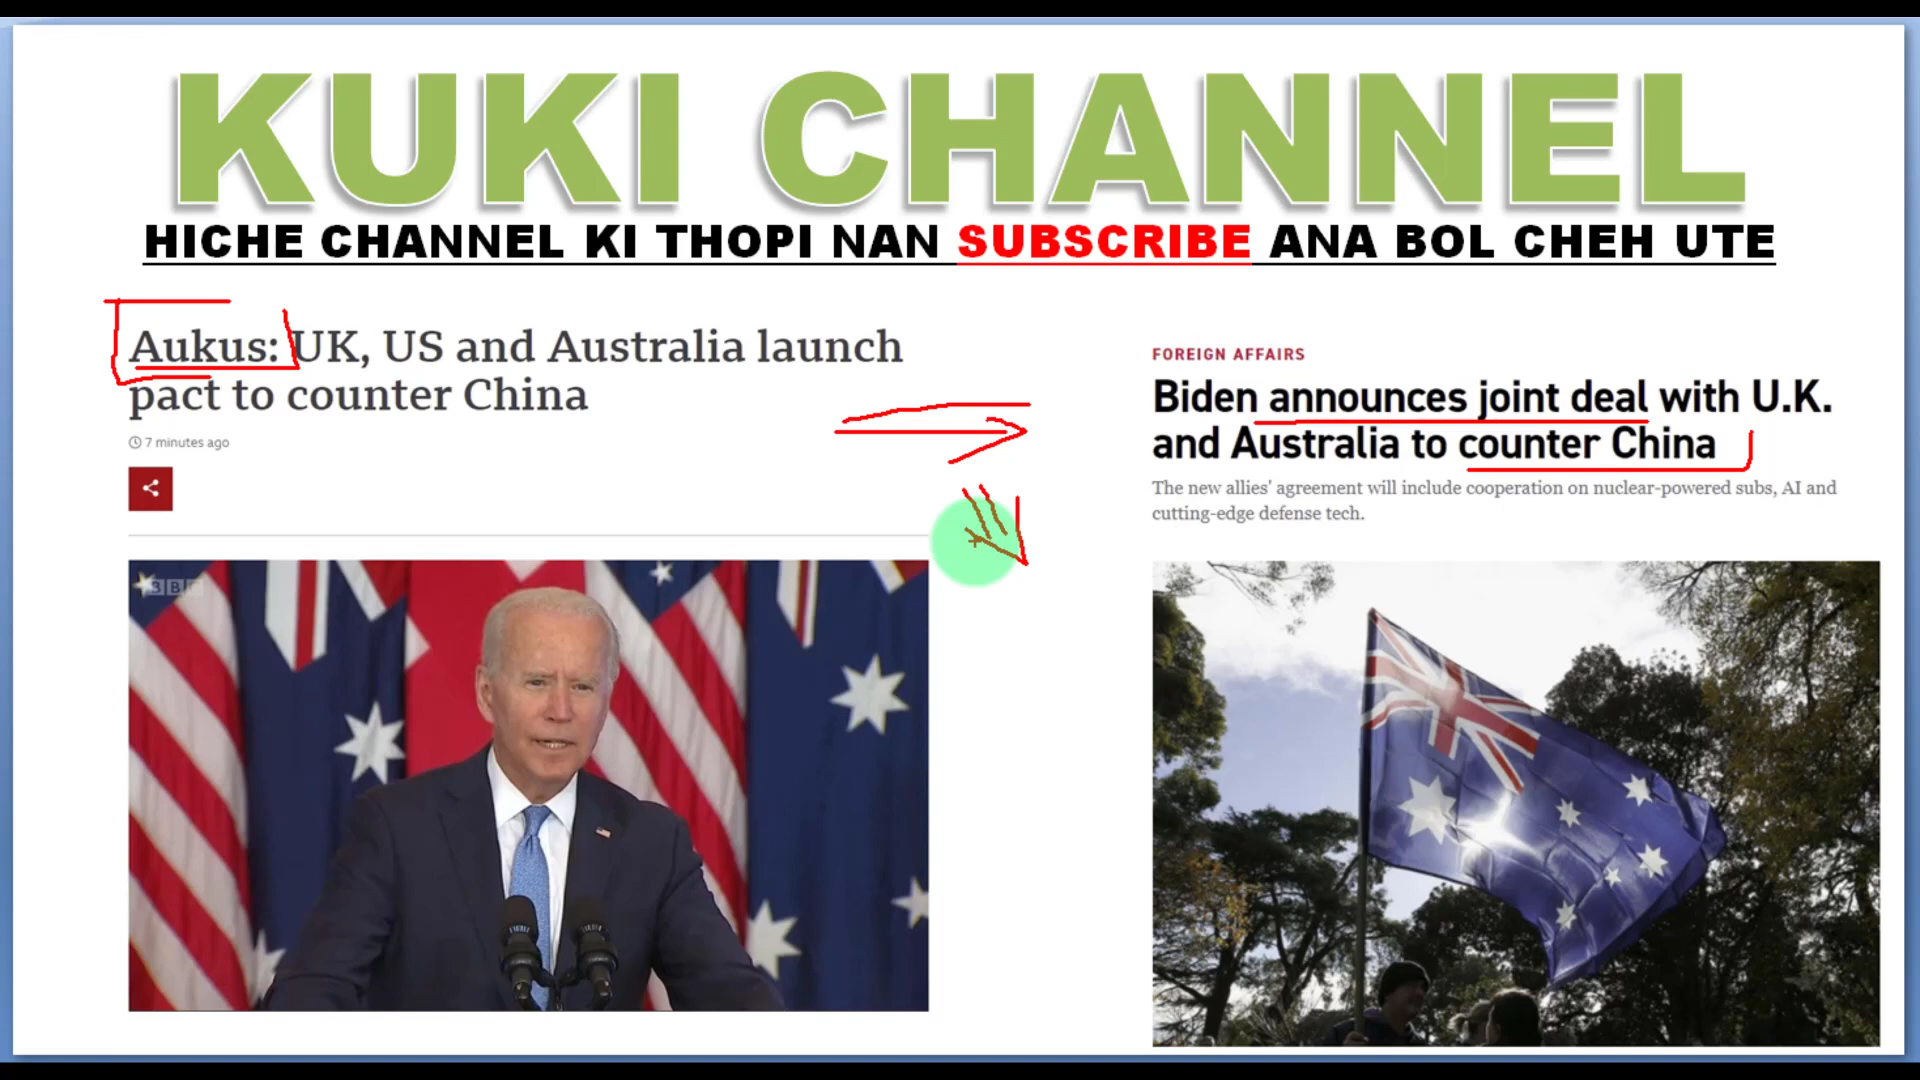 KUKI CHANNEL
HICHE CHANNEL KI THOPI NAN SUBSCRIBE ANA BOL CHEH UTE
Aukus: UK, US and Australia launch
pact to counter China
7 minutes ago
BBC
FOREIGN AFFAIRS
Biden announces joint deal with U.K.
and Australia to counter China
The new allies' agreement will include cooperation on nuclear-powered subs, AI and
cutting-edge defense tech.